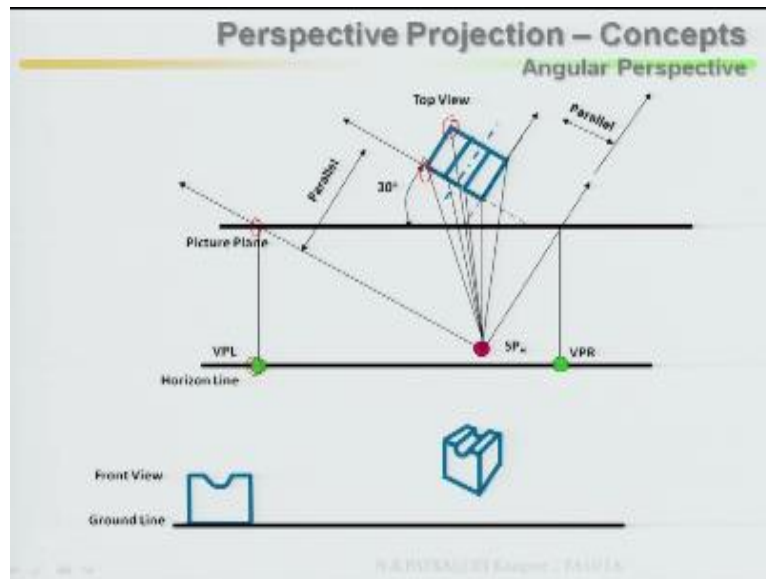 Perspective Projection – Concepts
Angular Perspective
Top View
Parallel
Parallel
30°
Picture Plane
VPL
SP
VPR
Horizon Line
Front View
Ground Line